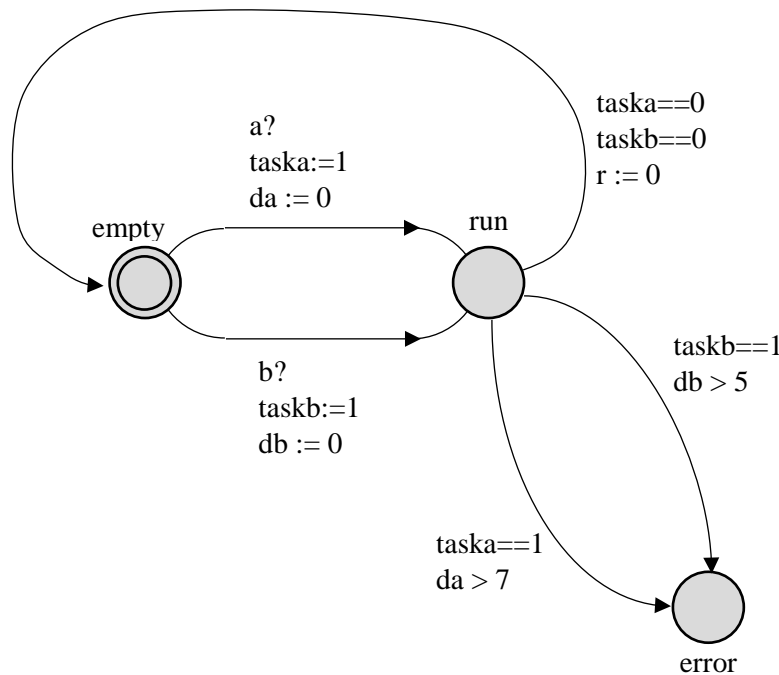 a?
taska:=1
da := 0
empty
run
taska==0
taskb==0
r := 0
b?
taskb:=1
db := 0
taskb==1
db > 5
taska==1
da > 7
error